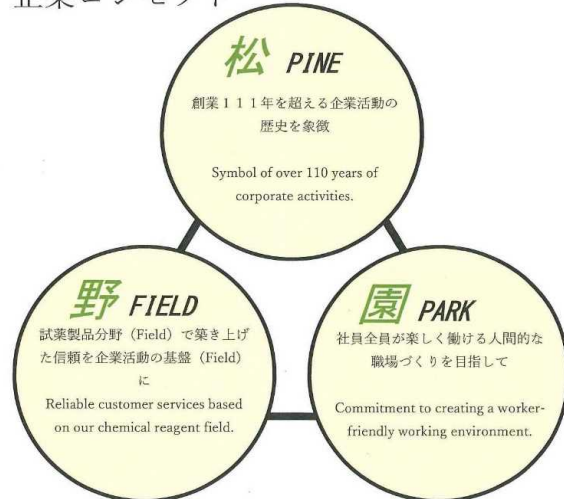 企業コンセプト
松 PINE
創業111年を超える企業活動の
歴史を象徴
Symbol of over 110 years of
corporate activities.
野 FIELD
試薬製品分野（Field）で築き上げ
た信頼を企業活動の基盤（Field）
に
Reliable customer services based
on our chemical reagent field.
園 PARK
社員全員が楽しく働ける人間的な
職場づくりを目指して
Commitment to creating a worker-
friendly working environment.